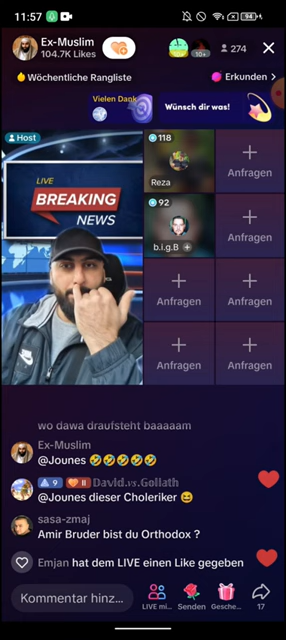 11:57
94
Ex-Muslim
104.7K Likes
10+
274
Wöchentliche Rangliste
Erkunden >
Vielen Dank
Wünsch dir was!
Host
118
Reza
Anfragen
92
b.i.g.B
Anfragen
Anfragen
Anfragen
Anfragen
Anfragen
LIVE
BREAKING
NEWS
wo dawa draufsteht baaaaam
Ex-Muslim
@Jounes 🤣🤣🤣🤣🤣
9 II David.vs.Goliath
@Jounes dieser Choleriker 😆
sasa-zmaj
Amir Bruder bist du Orthodox ?
Emjan hat dem LIVE einen Like gegeben
Kommentar hinz...
LIVE mi...
Senden
Gesche...
17